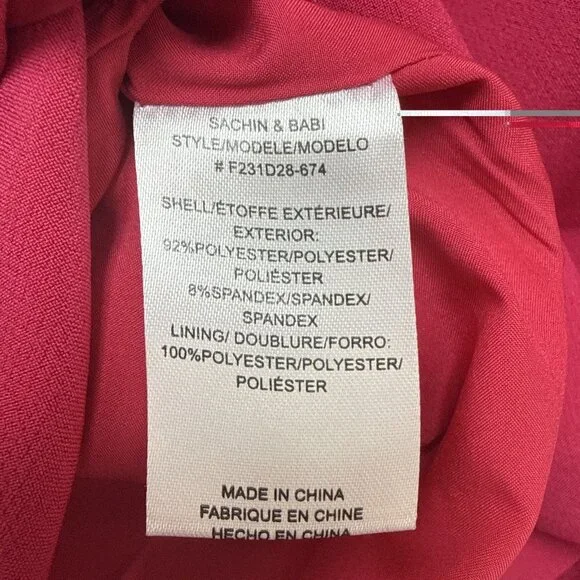 SACHIN & BABI
STYLE/MODELE/MODELO
# F231D28-674
SHELL/ÉTOFFE EXTÉRIEURE/
EXTERIOR:
92%POLYESTER/POLYESTER/
POLIÉSTER
8%SPANDEX/SPANDEX/
SPANDEX
LINING/ DOUBLURE/FORRO:
100%POLYESTER/POLYESTER/
POLIÉSTER
MADE IN CHINA
FABRIQUE EN CHINE
HECHO EN CHINA